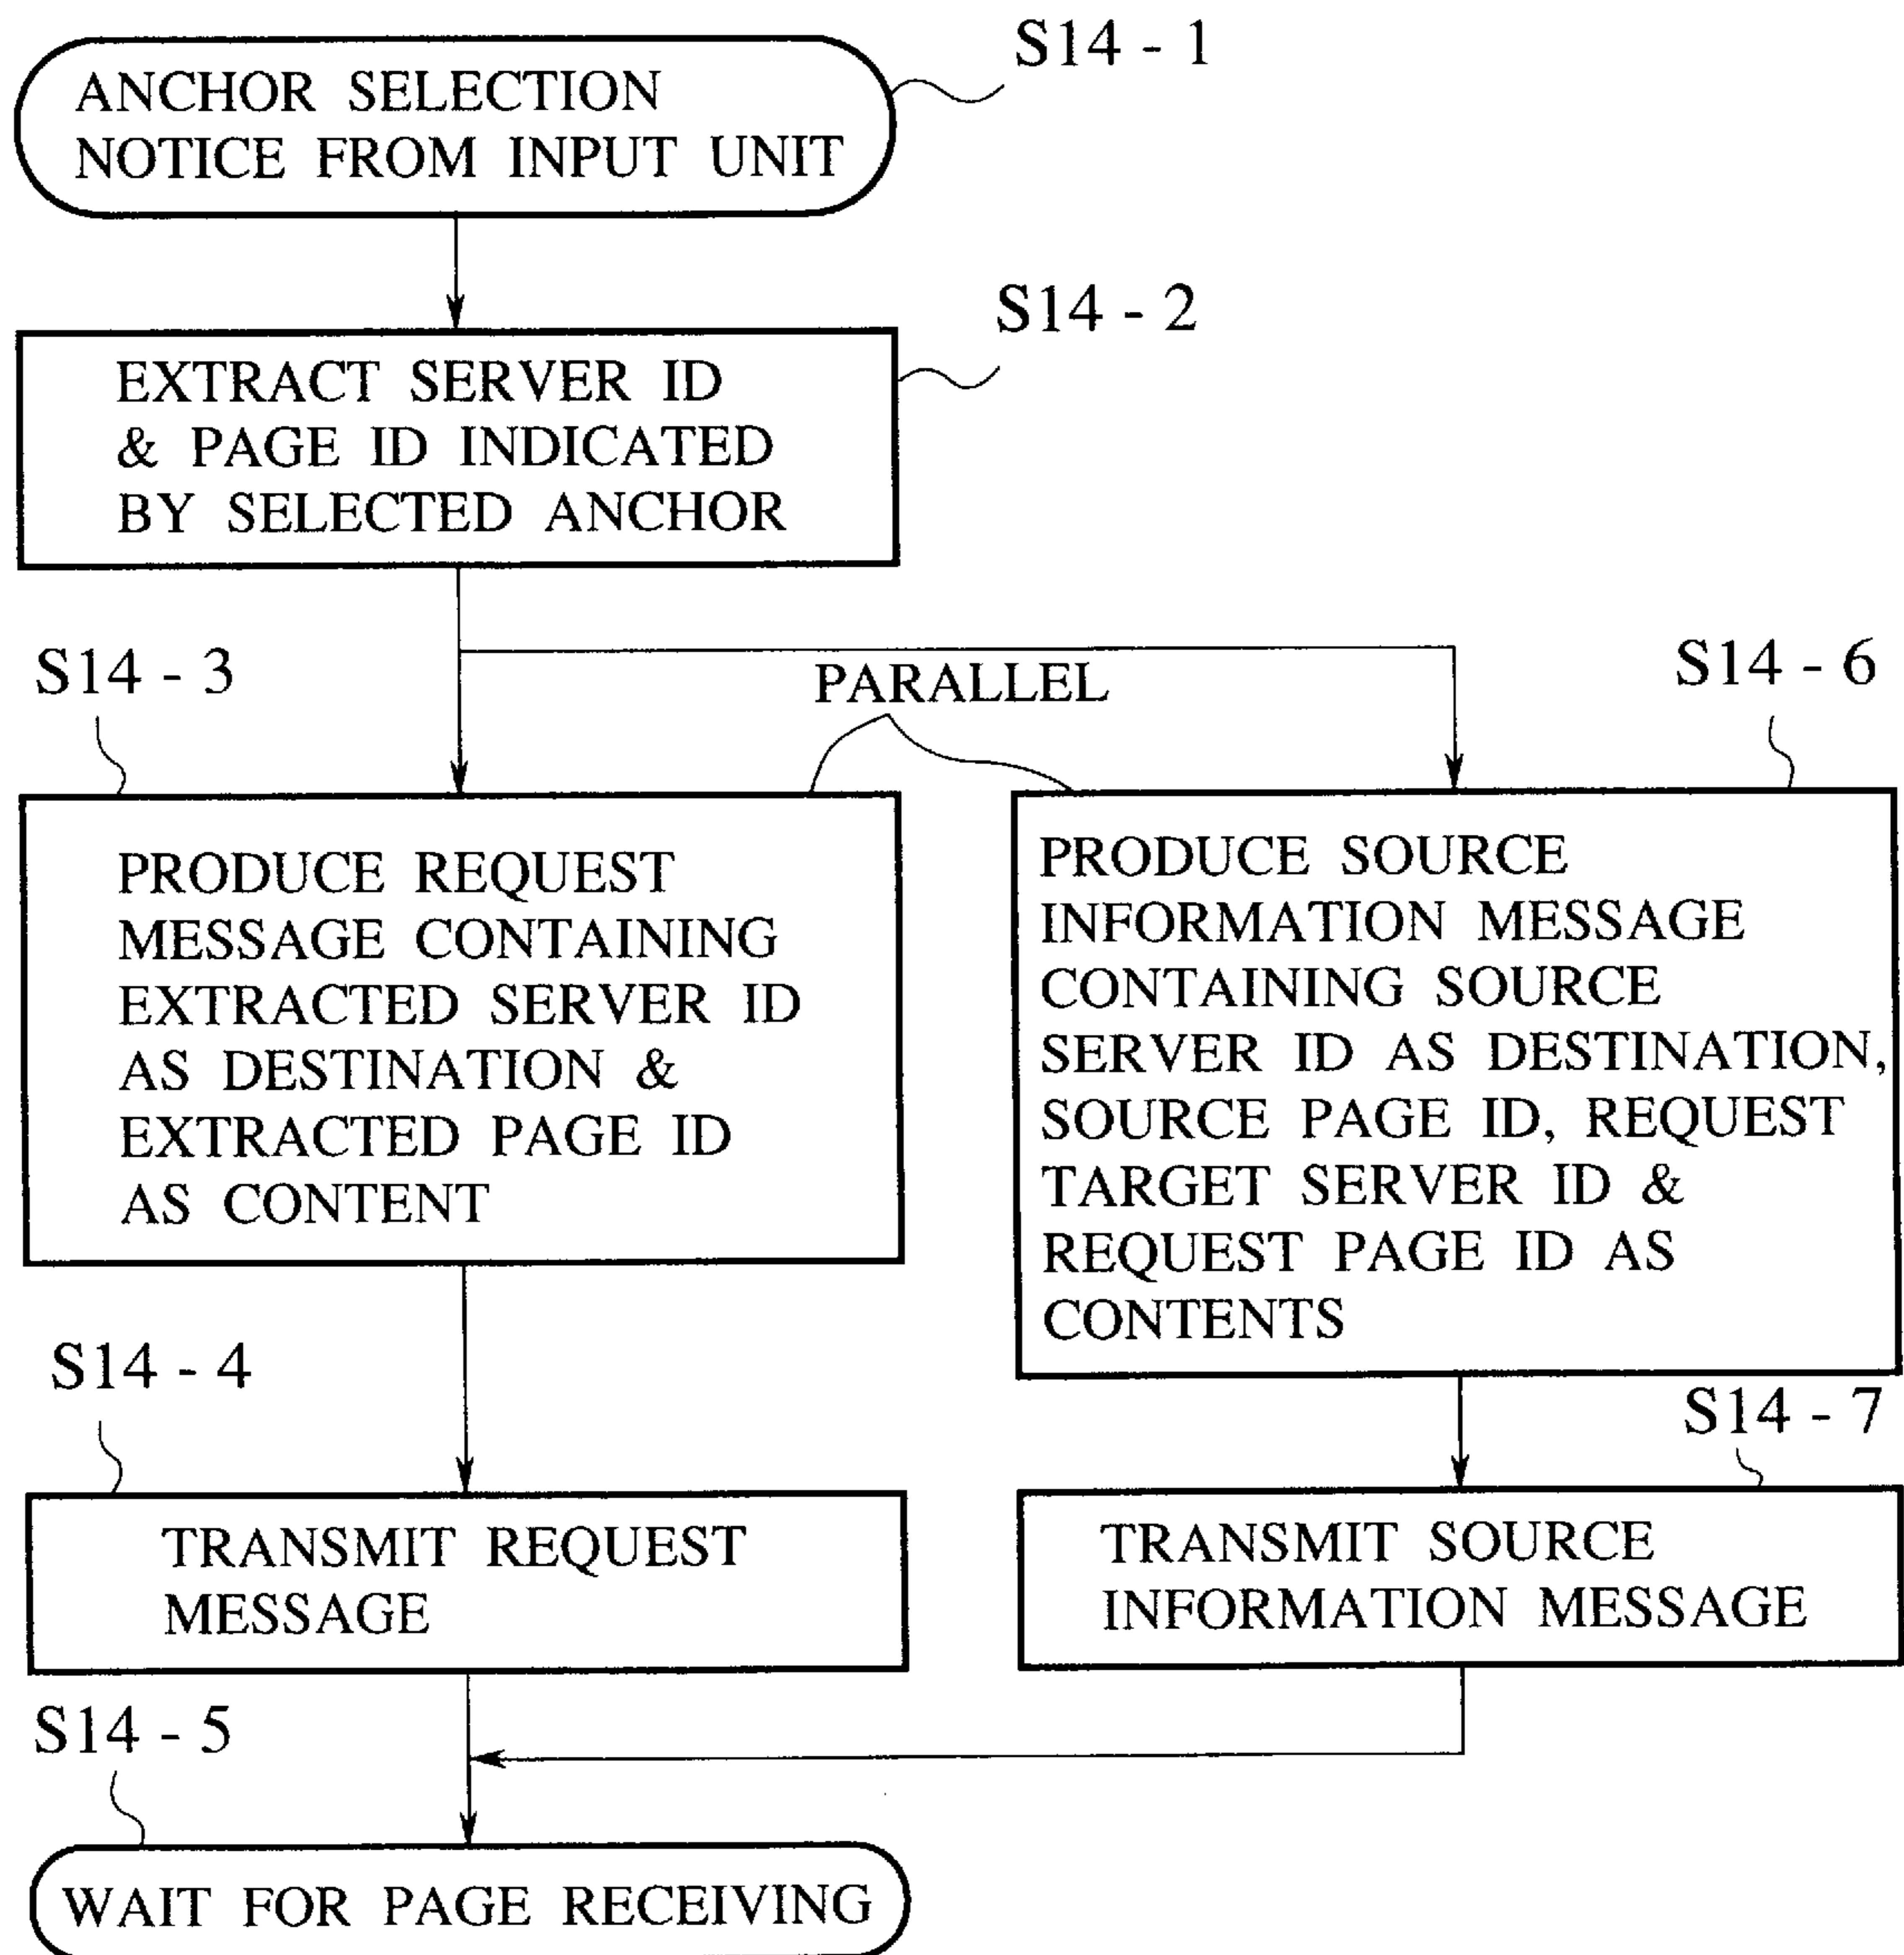 S14 - 1
ANCHOR SELECTION
NOTICE FROM INPUT UNIT
S14 - 2
EXTRACT SERVER ID
& PAGE ID INDICATED
BY SELECTED ANCHOR
S14 - 3
PARALLEL
S14 - 6
PRODUCE REQUEST
MESSAGE CONTAINING
EXTRACTED SERVER ID
AS DESTINATION &
EXTRACTED PAGE ID
AS CONTENT
PRODUCE SOURCE
INFORMATION MESSAGE
CONTAINING SOURCE
SERVER ID AS DESTINATION,
SOURCE PAGE ID, REQUEST
TARGET SERVER ID &
REQUEST PAGE ID AS
CONTENTS
S14 - 4
S14 - 7
TRANSMIT REQUEST
MESSAGE
TRANSMIT SOURCE
INFORMATION MESSAGE
S14 - 5
WAIT FOR PAGE RECEIVING